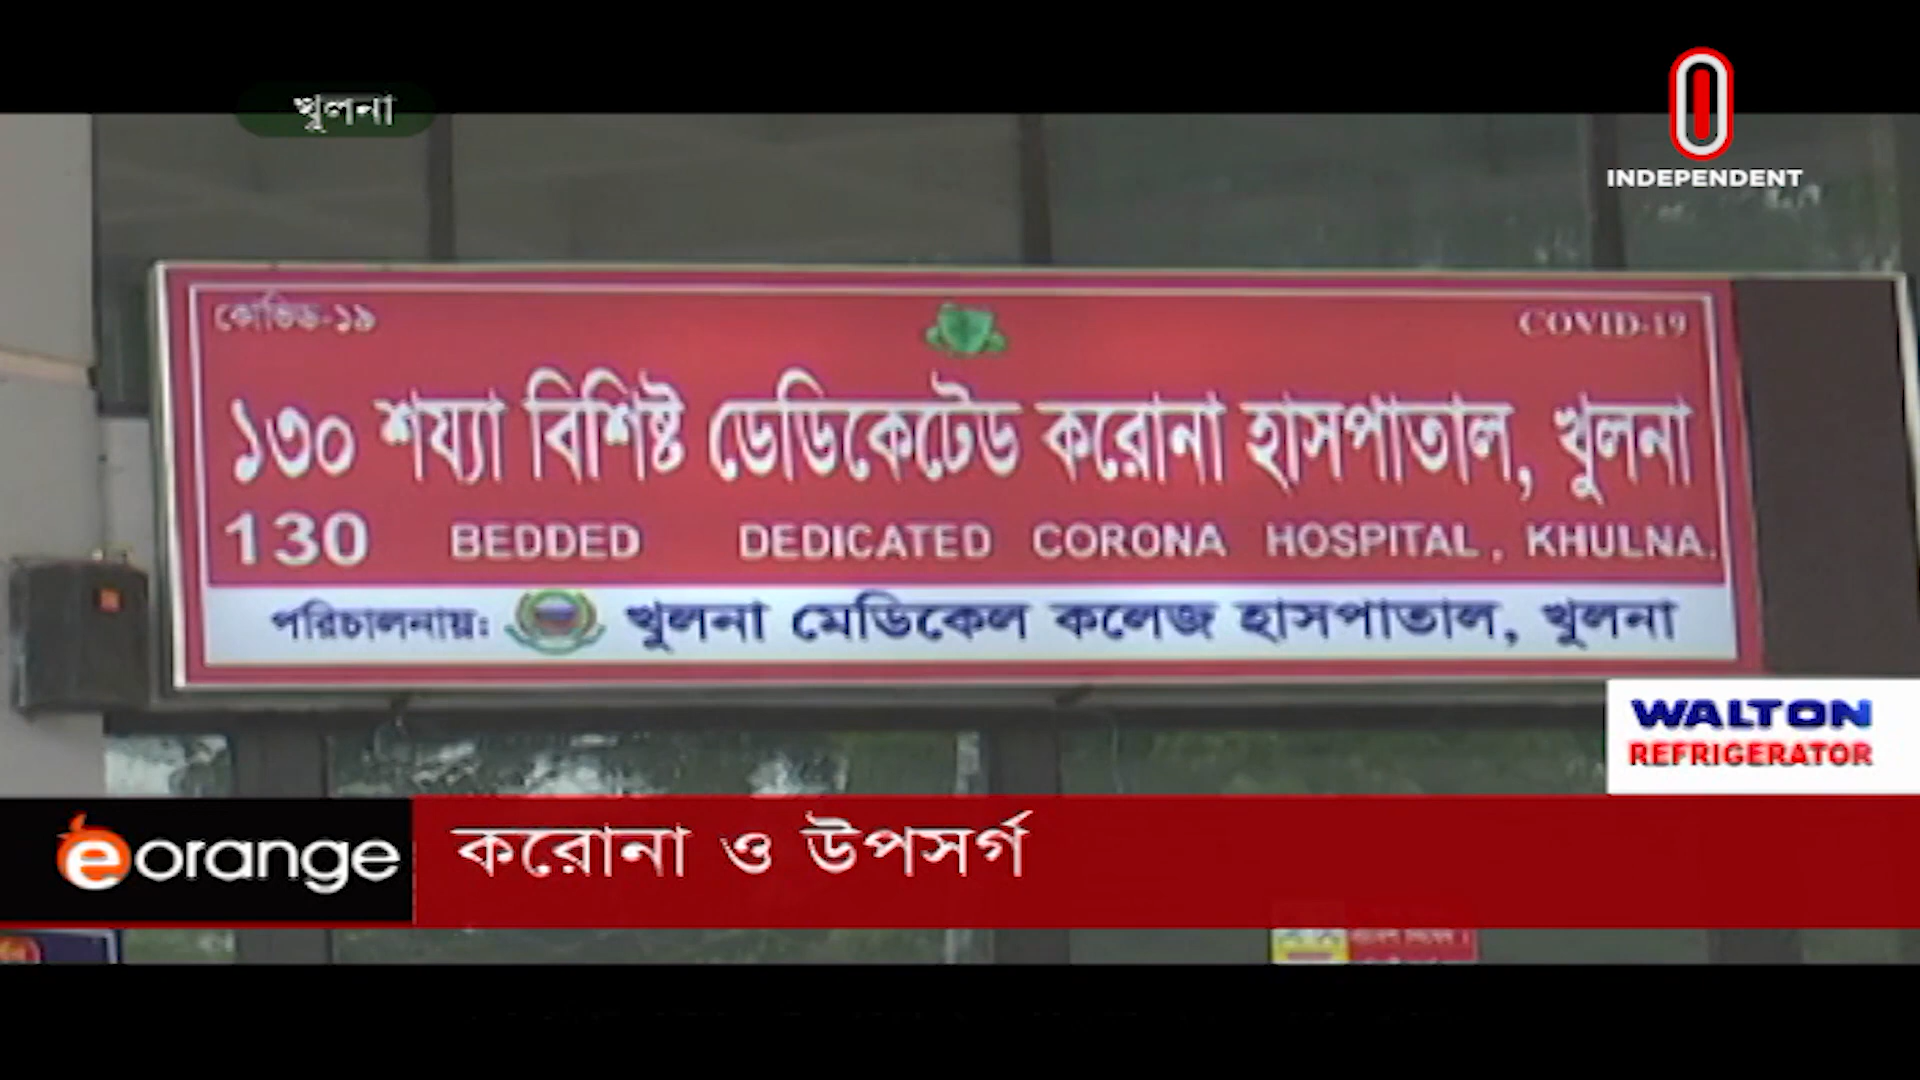 খুলনা
INDEPENDENT
কোভিড-১৯
COVID-19
১৩০ শয্যা বিশিষ্ট ডেডিকেটেড করোনা হাসপাতাল, খুলনা
130 BEDDED DEDICATED CORONA HOSPITAL, KHULNA.
পরিচালনায়: খুলনা মেডিকেল কলেজ হাসপাতাল, খুলনা
WALTON
REFRIGERATOR
eorange
করোনা ও উপসর্গ